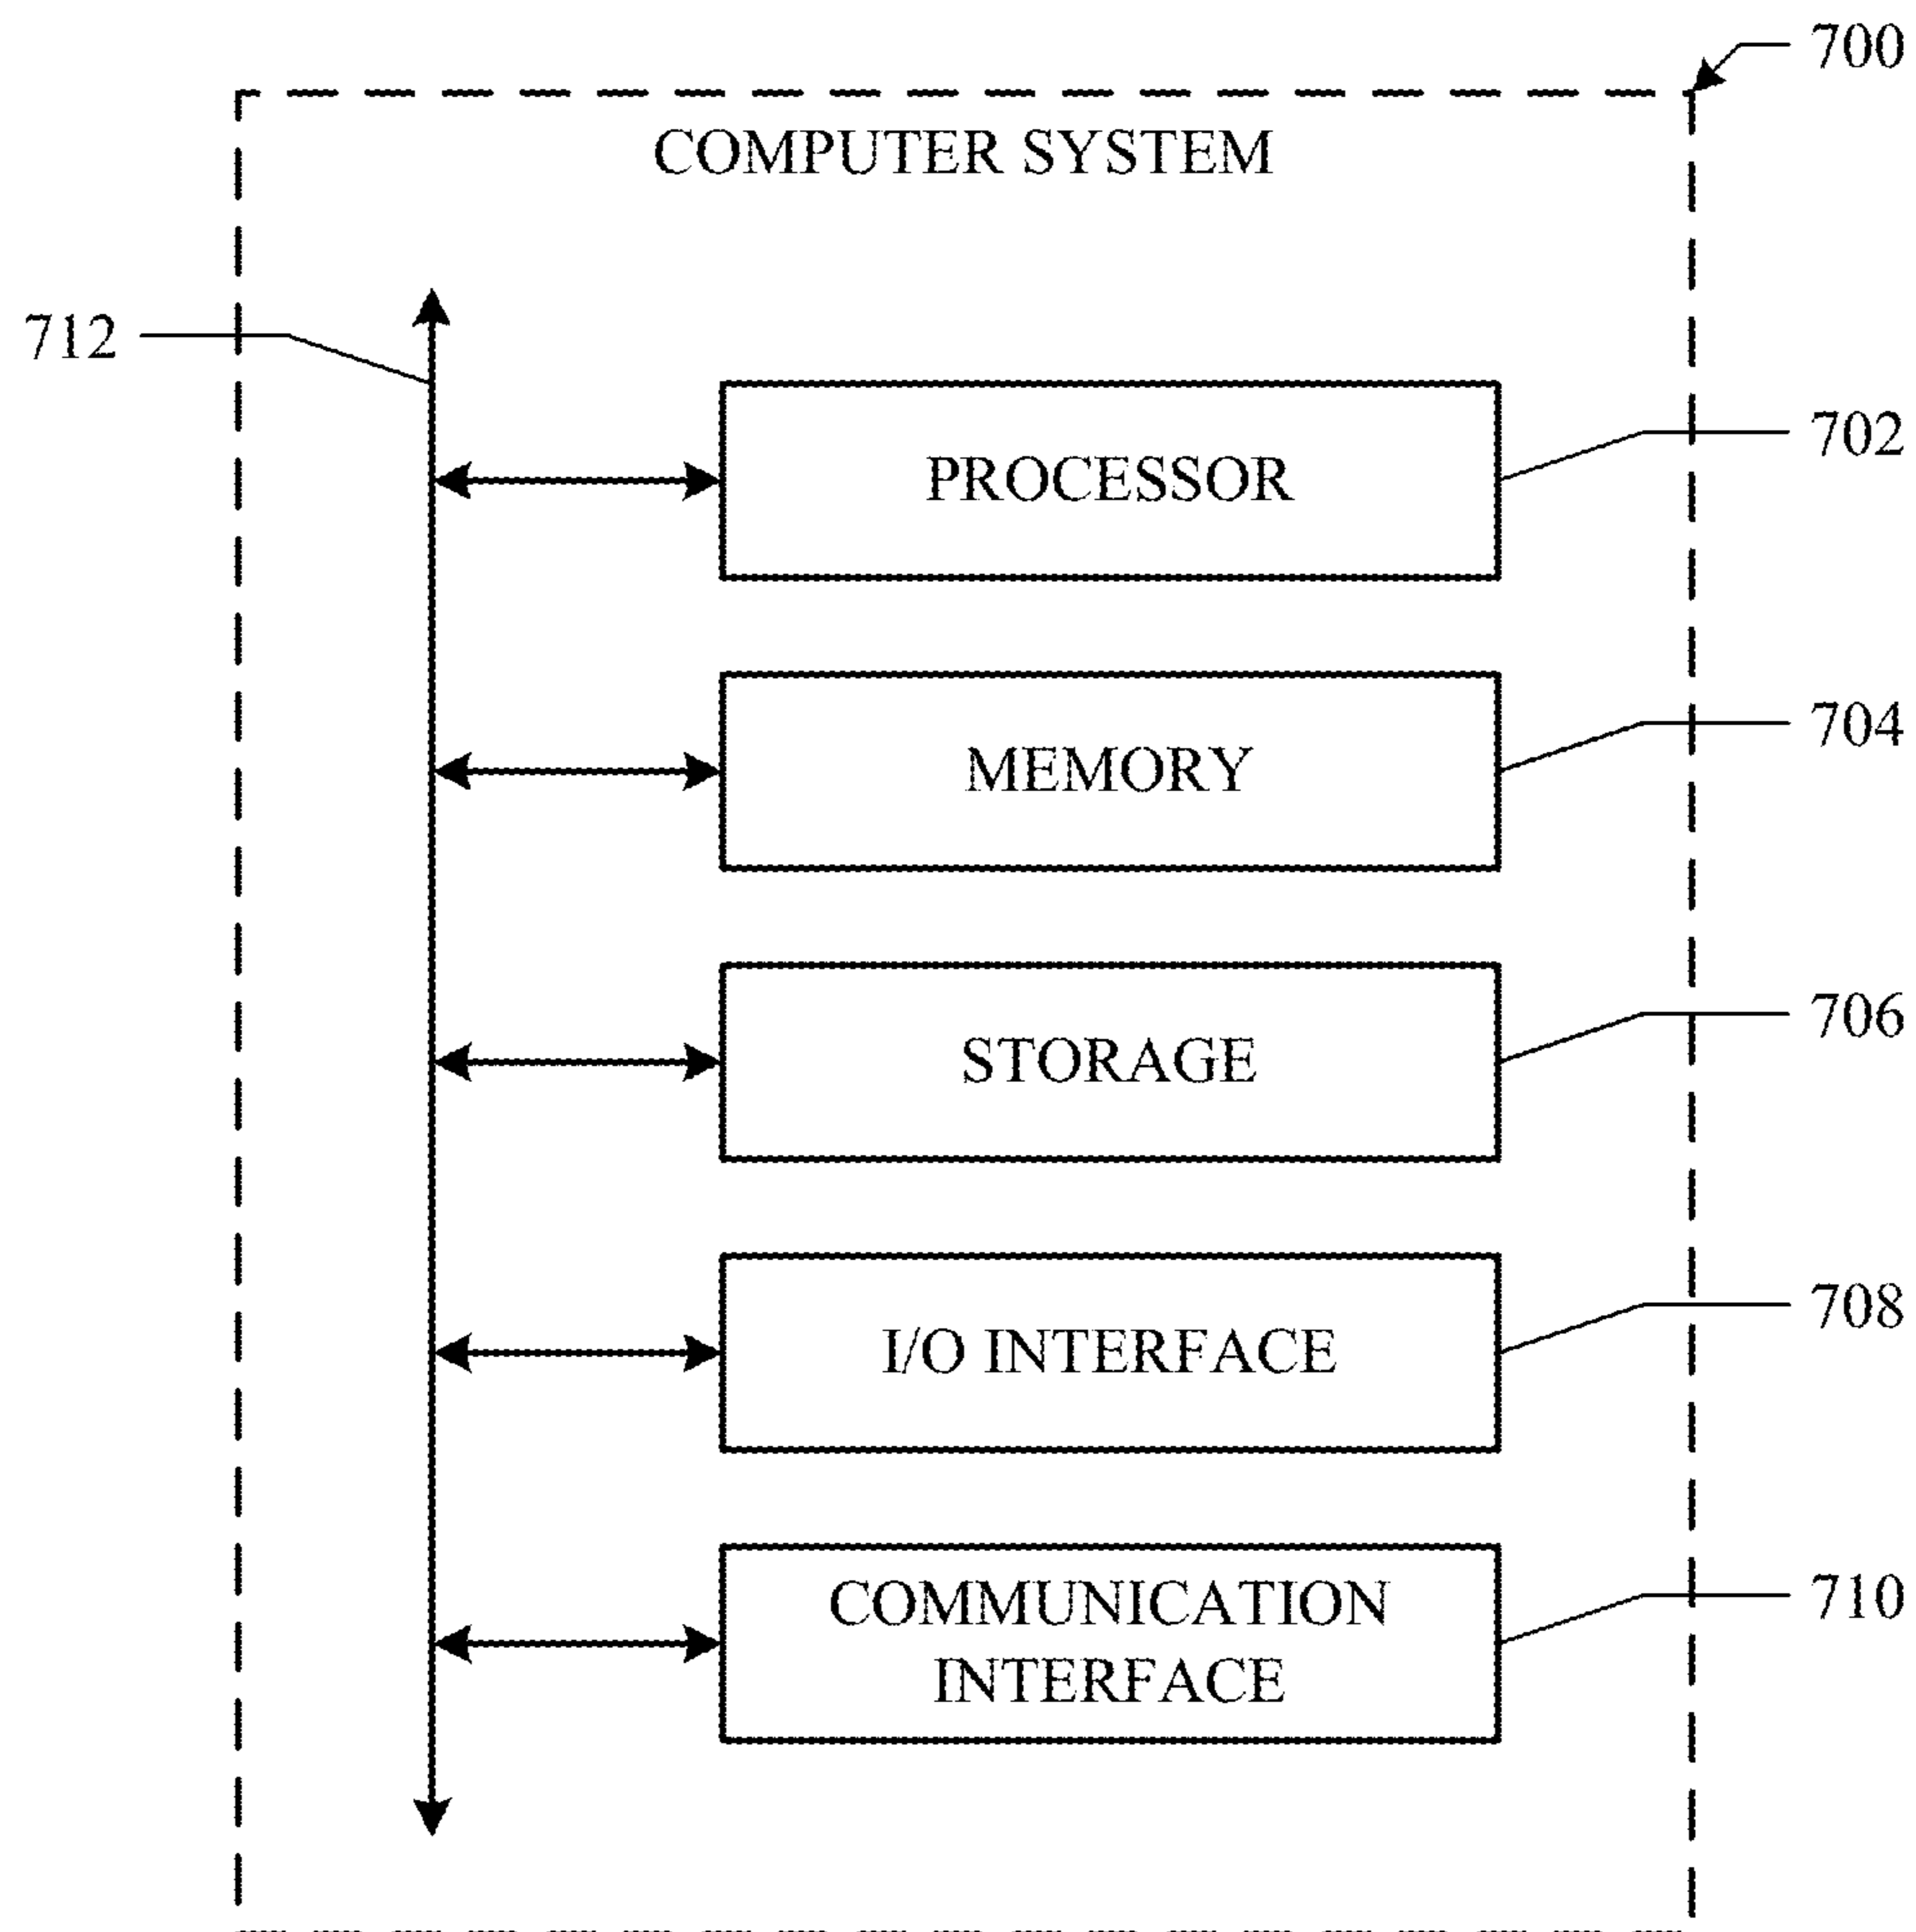 700
COMPUTER SYSTEM
712
702
PROCESSOR
704
MEMORY
706
STORAGE
708
I/O INTERFACE
710
COMMUNICATION
INTERFACE